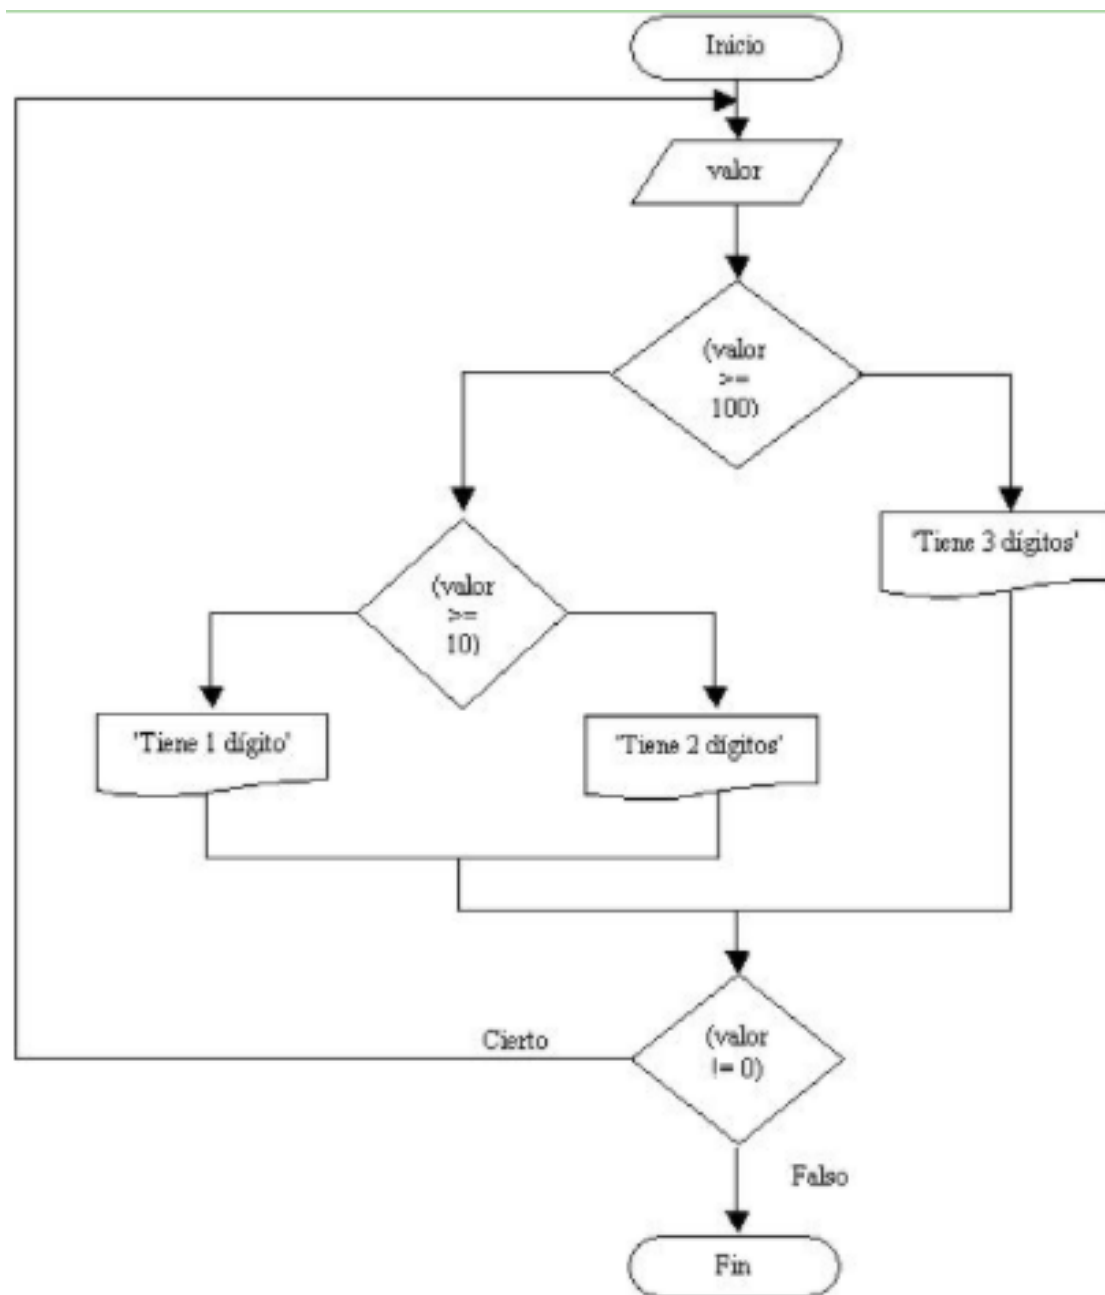 Inicio
valor
(valor
>=
100)
'Tiene 3 dígitos'
(valor
>=
10)
'Tiene 1 dígito'
'Tiene 2 dígitos'
Cierto
(valor
!= 0)
Falso
Fin